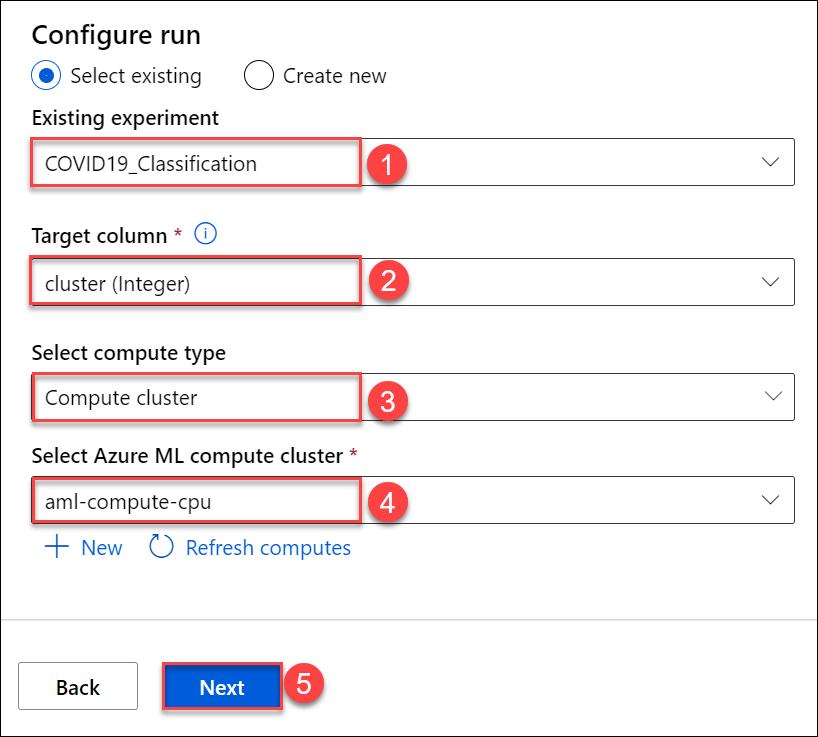 Configure run
Select existing Create new
Existing experiment
COVID19_Classification 1
Target column * i
cluster (Integer) 2
Select compute type
Compute cluster 3
Select Azure ML compute cluster *
aml-compute-cpu 4
+ New Refresh computes
Back Next 5